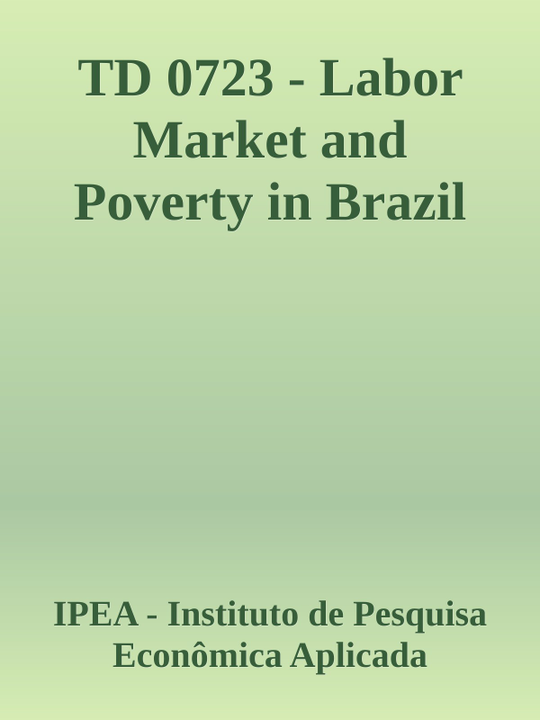 TD 0723 - Labor
Market and
Poverty in Brazil
IPEA - Instituto de Pesquisa
Econômica Aplicada